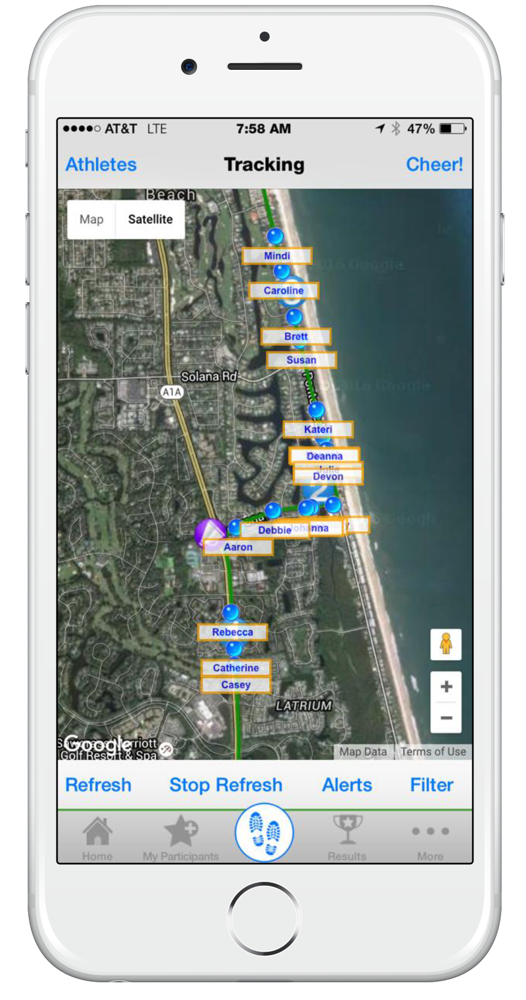 AT&T LTE 7:58 AM 47%
Athletes Tracking Cheer!
Beach
Map Satellite
Mindi
Caroline
Brett
Susan
Solana Rd
A1A
Kateri
Deanna
Julie
Devon
2
Debbie
Johanna
y
Aaron
Rebecca
Catherine
Casey
LATRIUM
+
−
Google
Sawgrass Marriott
Golf Resort & Spa
Map Data Terms of Use
Refresh Stop Refresh Alerts Filter
Home My Participants Results More